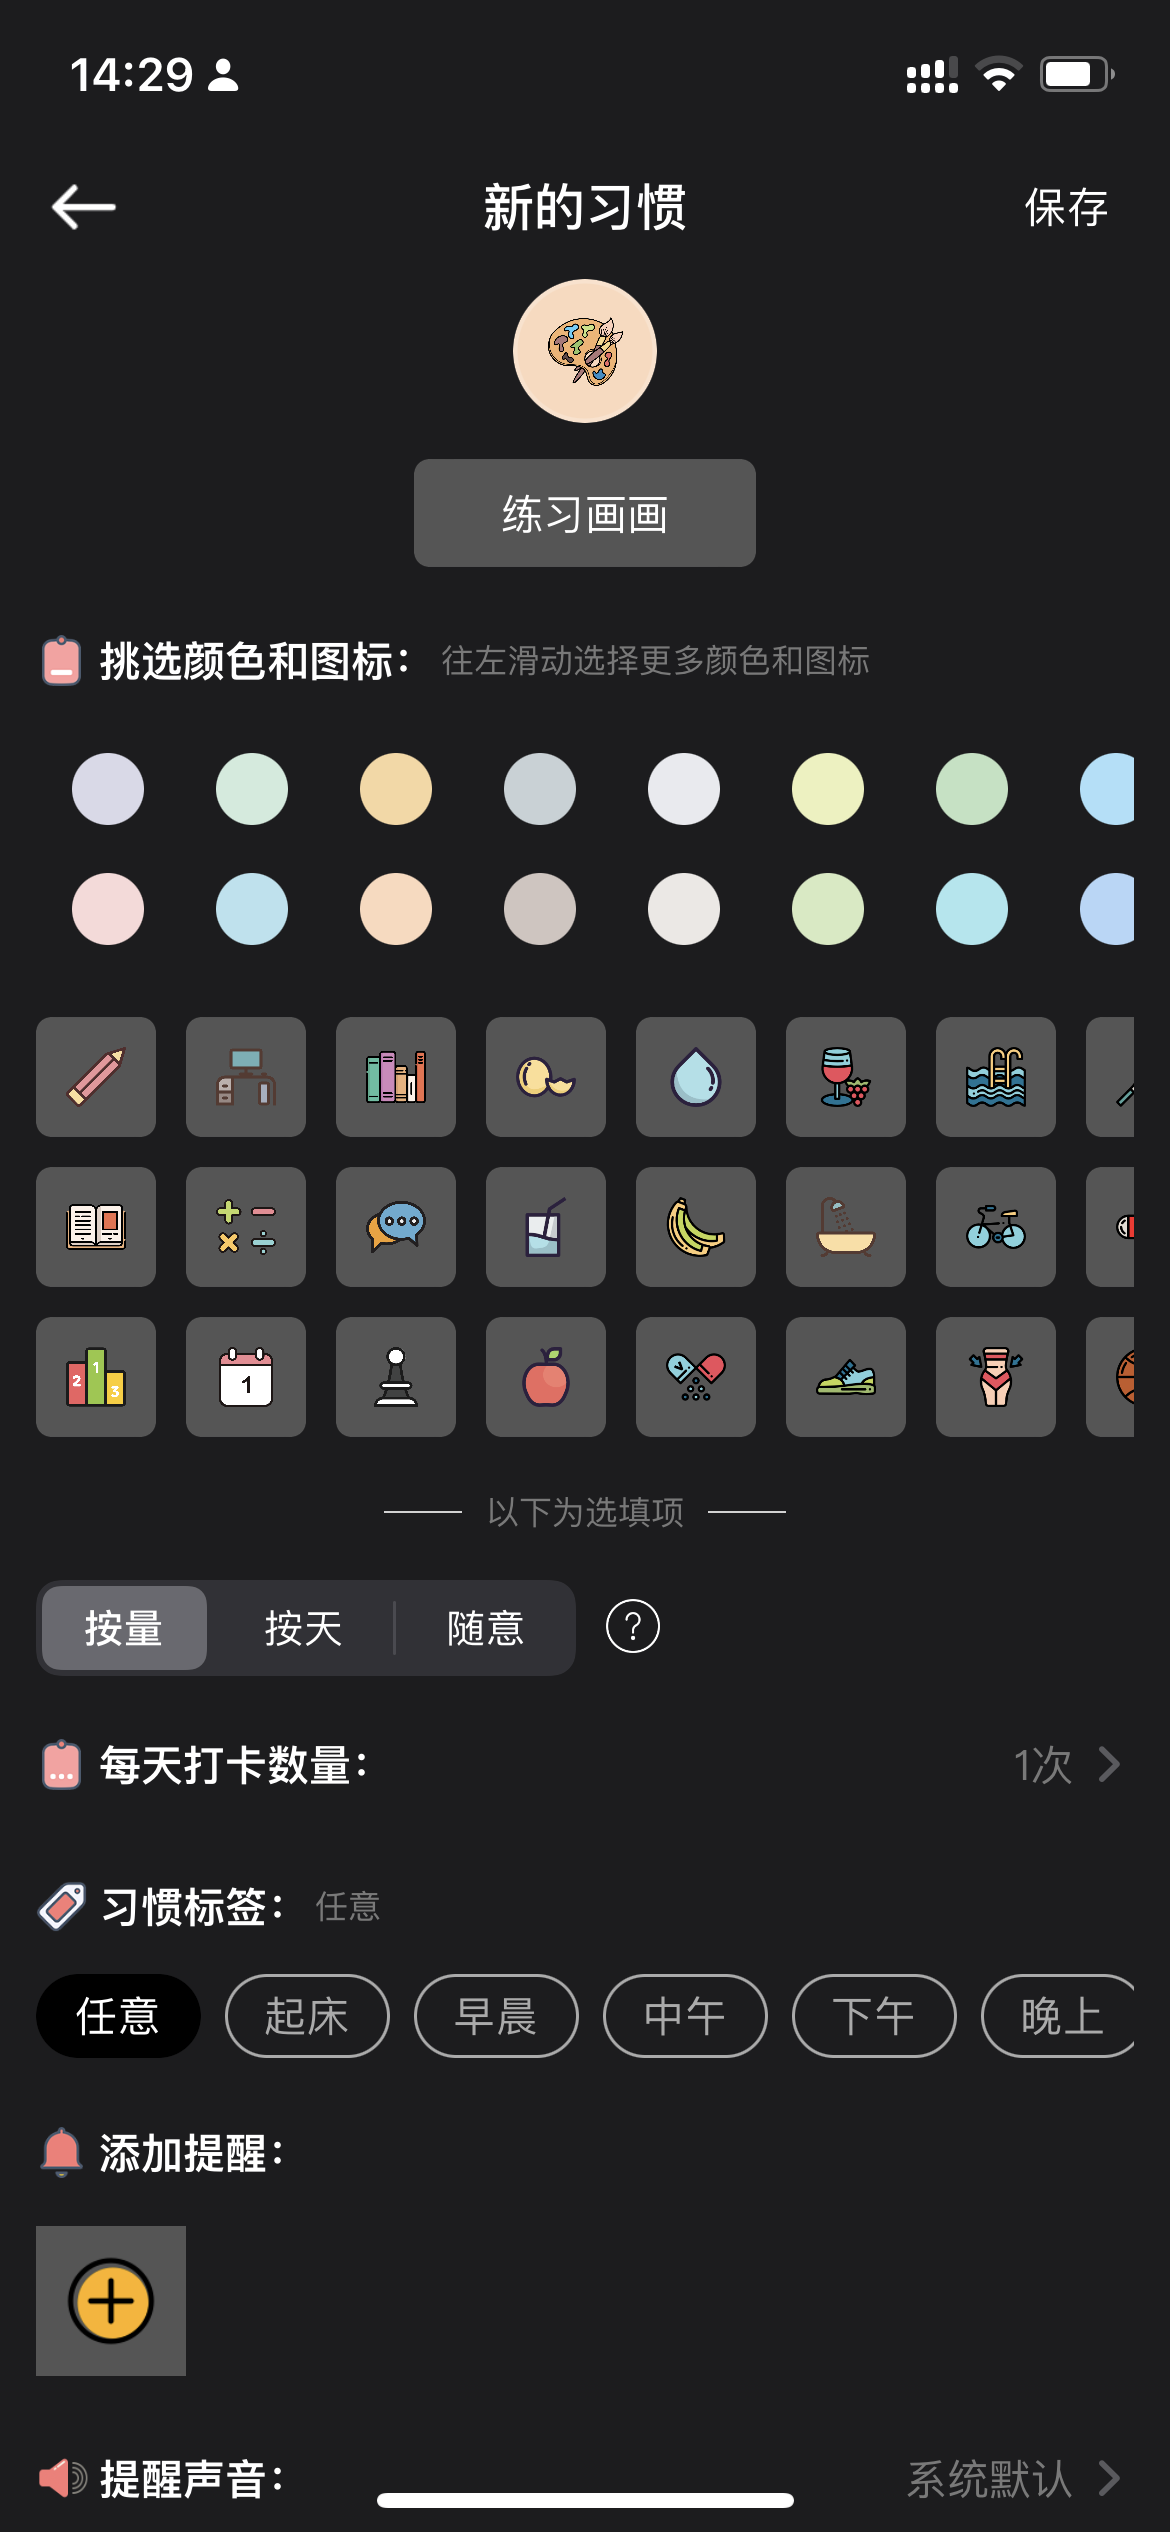 14:29
新的习惯
保存
练习画画
挑选颜色和图标：
往左滑动选择更多颜色和图标
2 1 3
1
以下为选填项
按量
按天
随意
?
每天打卡数量：
1次
习惯标签：
任意
任意
起床
早晨
中午
下午
晚上
添加提醒：
提醒声音：
系统默认